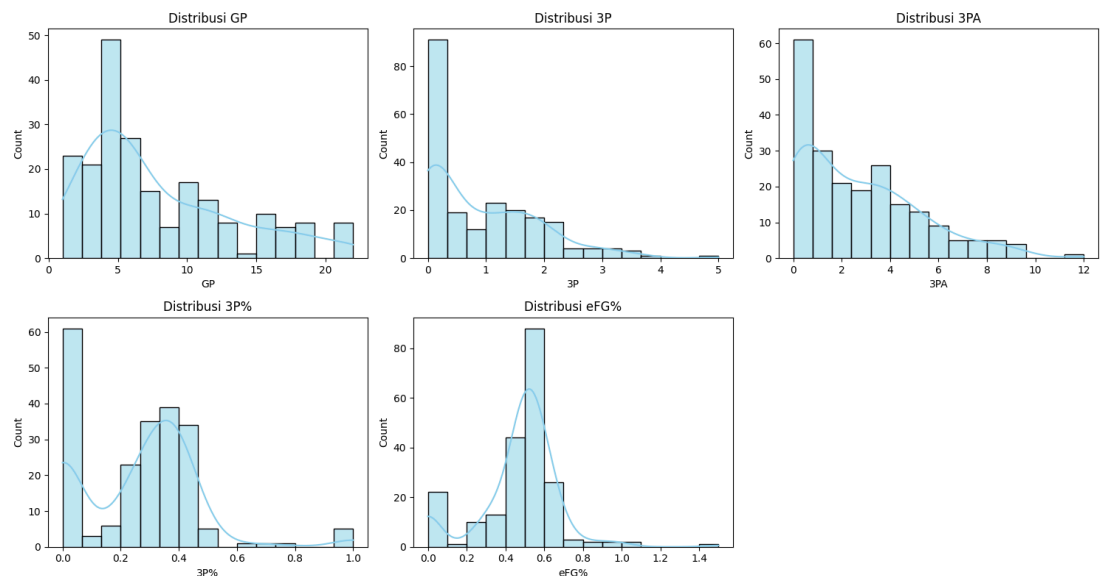 Distribusi GP
Count
50
40
30
20
10
0
0 5 10 15 20
GP
Distribusi 3P
Count
80
60
40
20
0
0 1 2 3 4 5
3P
Distribusi 3PA
Count
60
50
40
30
20
10
0
0 2 4 6 8 10 12
3PA
Distribusi 3P%
Count
60
50
40
30
20
10
0
0.0 0.2 0.4 0.6 0.8 1.0
3P%
Distribusi eFG%
Count
80
60
40
20
0
0.0 0.2 0.4 0.6 0.8 1.0 1.2 1.4
eFG%